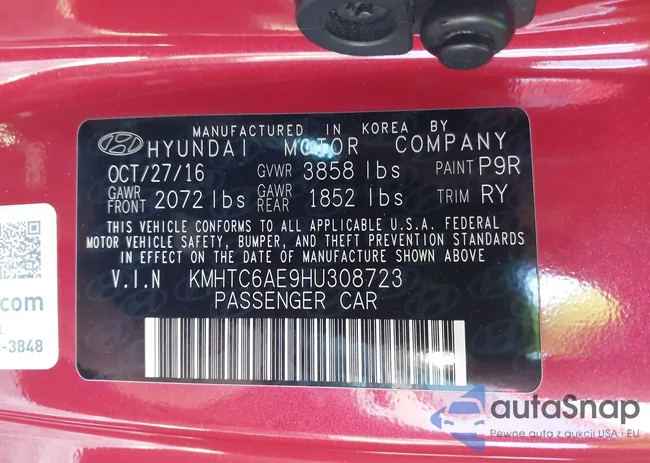 MANUFACTURED IN KOREA BY
HYUNDAI MOTOR COMPANY
OCT/27/16 GVWR 3858 lbs PAINT P9R
GAWR FRONT 2072 lbs GAWR REAR 1852 lbs TRIM RY
THIS VEHICLE CONFORMS TO ALL APPLICABLE U.S.A. FEDERAL
MOTOR VEHICLE SAFETY, BUMPER, AND THEFT PREVENTION STANDARDS
IN EFFECT ON THE DATE OF MANUFACTURE SHOWN ABOVE
V.I.N KMHTC6AE9HU308723
PASSENGER CAR
.com
-3848
autoSnap
Pewne auta z aukcji USA i EU